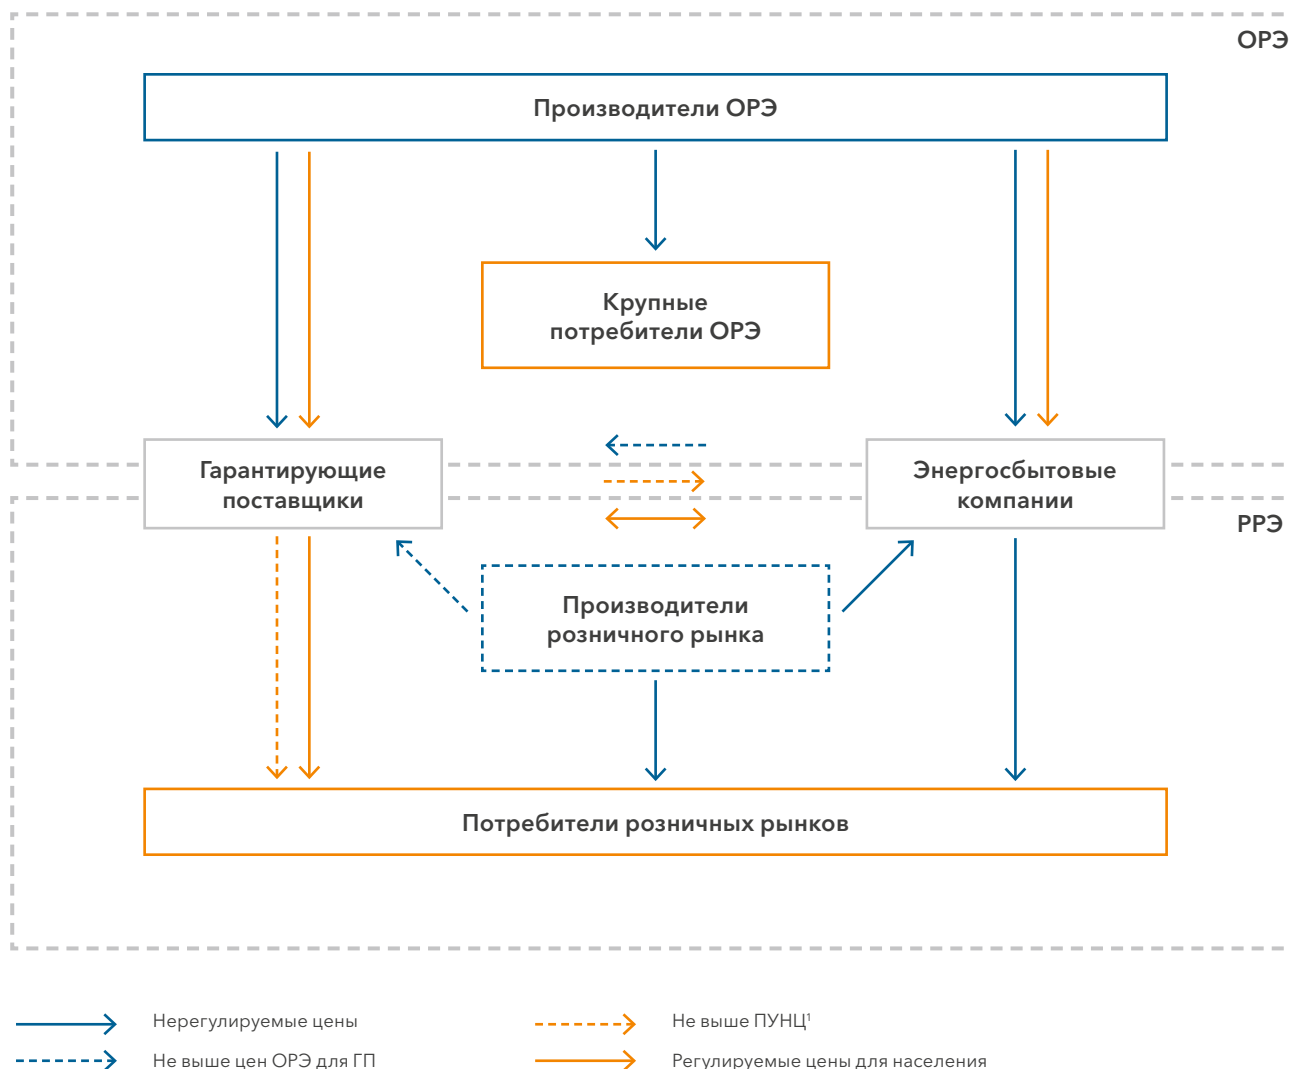 ОРЭ
Производители ОРЭ
Крупные
потребители ОРЭ
Гарантирующие
поставщики
Энергосбытовые
компании
РРЭ
Производители
розничного рынка
Потребители розничных рынков
Нерегулируемые цены
Не выше ПУНЦ¹
Не выше цен ОРЭ для ГП
Регулируемые цены для населения